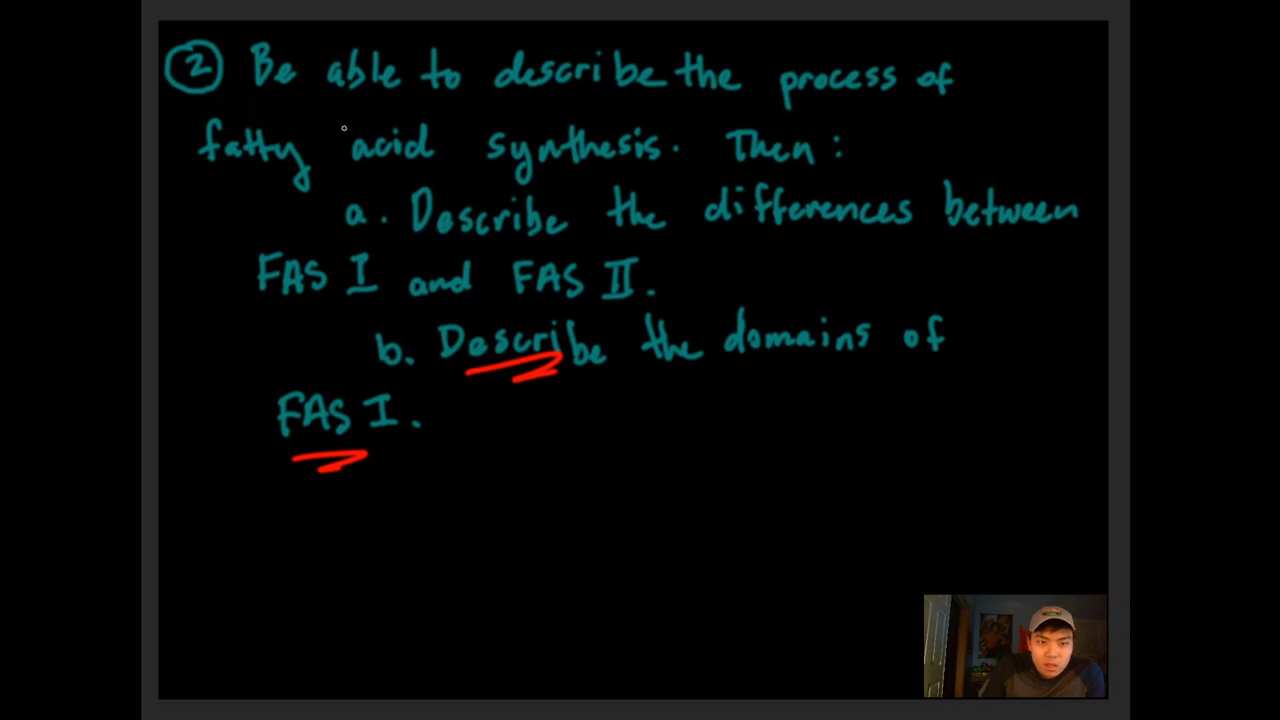 ② Be able to describe the process of
fatty acid synthesis. Then:
a. Describe the differences between
FAS I and FAS II.
b. Describe the domains of
FAS I.